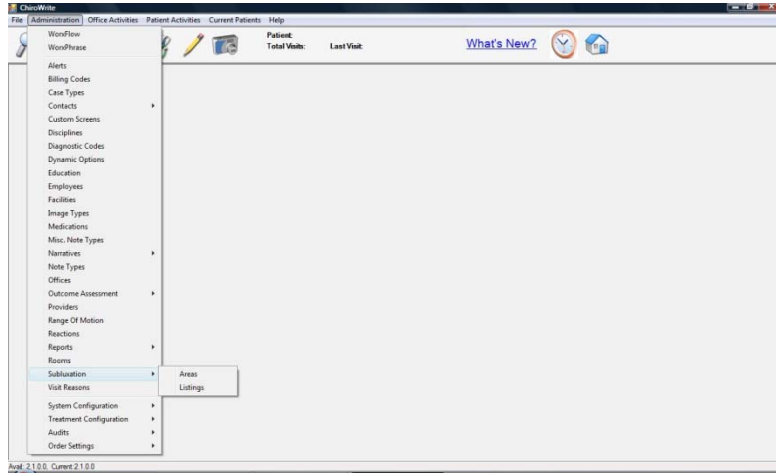 ChiroWrite
File Administration Office Activities Patient Activities Current Patients Help
WonxFlow
WonxPhrase
Patient:
Total Visits: Last Visit:
What's New?
Alerts
Billing Codes
Case Types
Contacts
Custom Screens
Disciplines
Diagnostic Codes
Dynamic Options
Education
Employees
Facilities
Image Types
Medications
Misc. Note Types
Narratives
Note Types
Offices
Outcome Assessment
Providers
Range Of Motion
Reactions
Reports
Rooms
Subluxation
Areas
Visit Reasons
Listings
System Configuration
Treatment Configuration
Audits
Order Settings
Avail: 2.1.0.0, Current 2.1.0.0